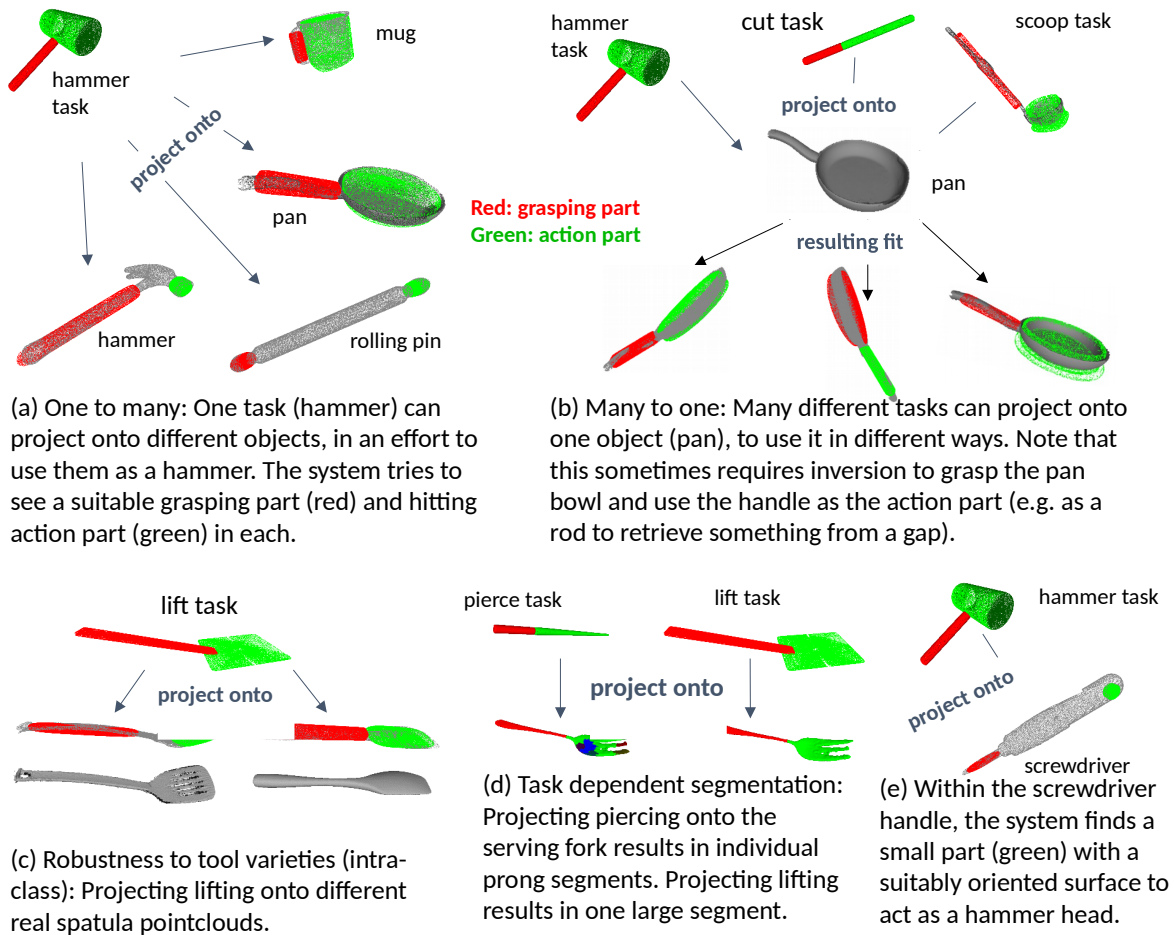 hammer
task
mug
project onto
pan
hammer
rolling pin
Red: grasping part
Green: action part
(a) One to many: One task (hammer) can
project onto different objects, in an effort to
use them as a hammer. The system tries to
see a suitable grasping part (red) and hitting
action part (green) in each.
hammer
task
cut task
scoop task
project onto
pan
resulting fit
(b) Many to one: Many different tasks can project onto
one object (pan), to use it in different ways. Note that
this sometimes requires inversion to grasp the pan
bowl and use the handle as the action part (e.g. as a
rod to retrieve something from a gap).
lift task
project onto
(c) Robustness to tool varieties (intra-
class): Projecting lifting onto different
real spatula pointclouds.
pierce task
lift task
project onto
(d) Task dependent segmentation:
Projecting piercing onto the
serving fork results in individual
prong segments. Projecting lifting
results in one large segment.
hammer task
project onto
screwdriver
(e) Within the screwdriver
handle, the system finds a
small part (green) with a
suitably oriented surface to
act as a hammer head.